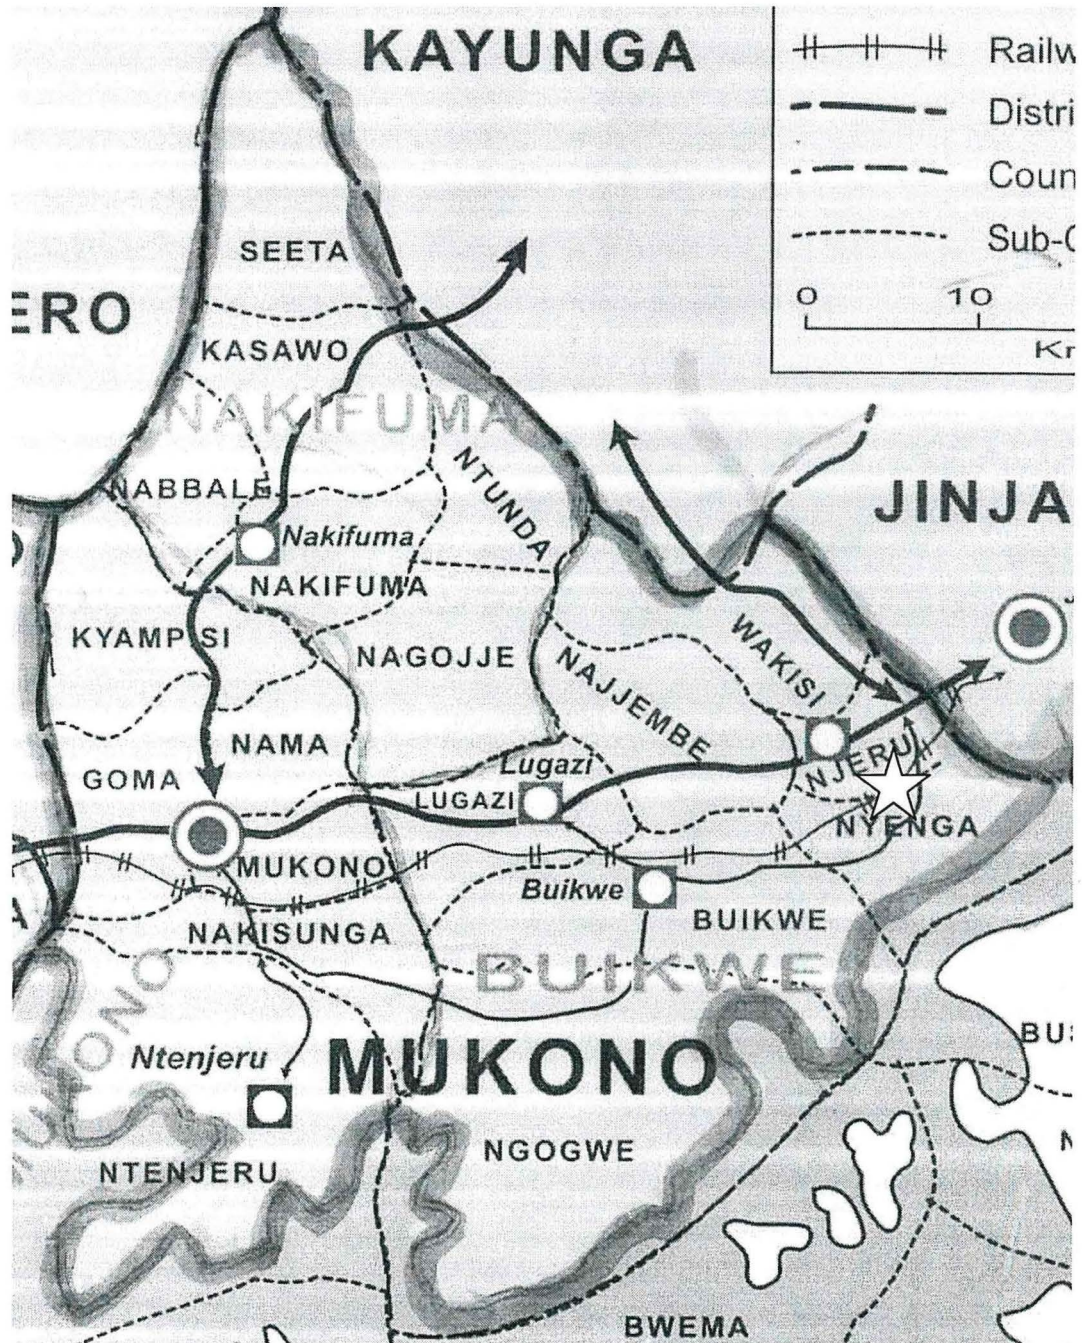 KAYUNGA
Railw
Distri
Coun
Sub-C
0 10
Kr
SEETA
ERO
KASAWO
NAKIFUMA
NTUNDA
NABBALE
JINJA
Nakifuma
NAKIFUMA
KYAMPISI
NAGOJJE
NAJJEMBE
WAKISI
NAMA
GOMA
Lugazi
LUGAZI
NJERU
NYENGA
MUKONO
Buikwe
BUIKWE
NAKISUNGA
BUIKWE
ONO
Ntenjeru
MUKONO
BU
N
NTENJERU
NGOGWE
BWEMA